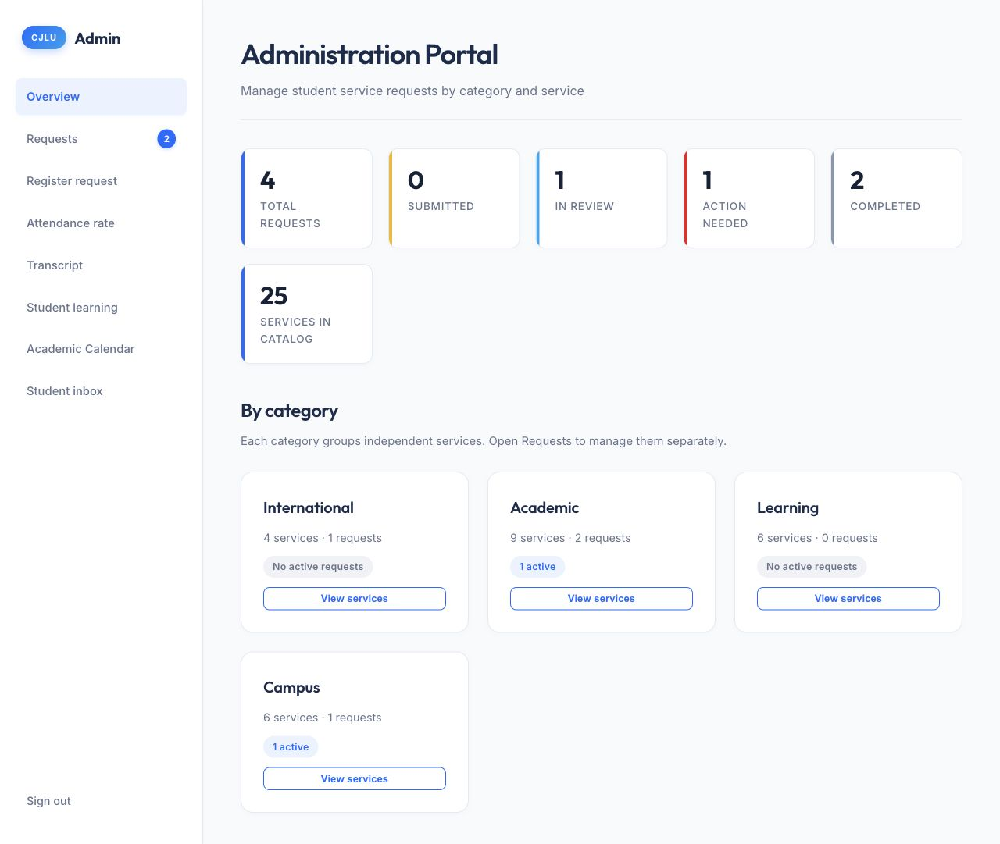 CJLU Admin
Overview
Requests 2
Register request
Attendance rate
Transcript
Student learning
Academic Calendar
Student inbox
Sign out
Administration Portal
Manage student service requests by category and service
4
TOTAL
REQUESTS
0
SUBMITTED
1
IN REVIEW
1
ACTION
NEEDED
2
COMPLETED
25
SERVICES IN
CATALOG
By category
Each category groups independent services. Open Requests to manage them separately.
International
4 services · 1 requests
No active requests
View services
Academic
9 services · 2 requests
1 active
View services
Learning
6 services · 0 requests
No active requests
View services
Campus
6 services · 1 requests
1 active
View services